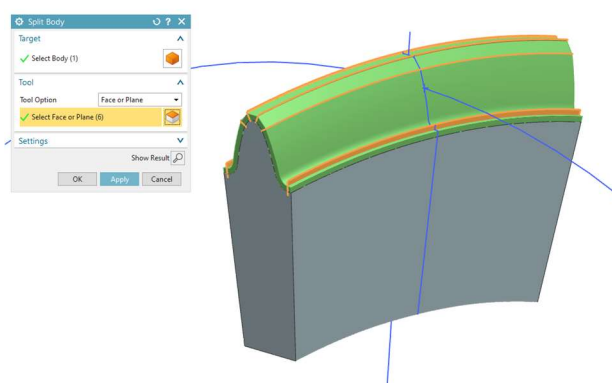 Split Body
Target
Select Body (1)
Tool
Tool Option
Face or Plane
Select Face or Plane (6)
Settings
Show Result
OK Apply Cancel